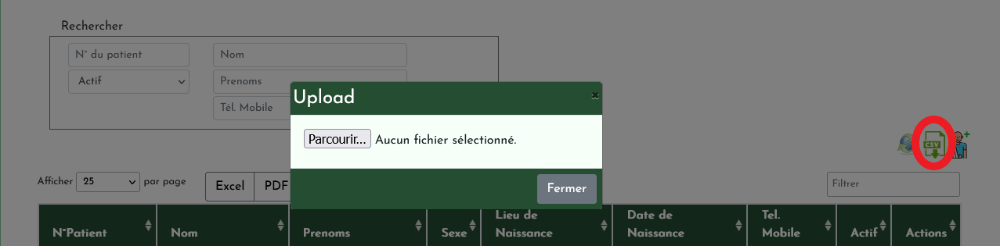 Rechercher
N° du patient
Nom
Actif
Prenoms
Tél. Mobile
Upload
×
Parcourir... Aucun fichier sélectionné.
Fermer
CSV
Afficher 25 par page
Excel
PDF
Filtrer
N°Patient
Nom
Prenoms
Sexe
Lieu de
Naissance
Date de
Naissance
Tel.
Mobile
Actif
Actions